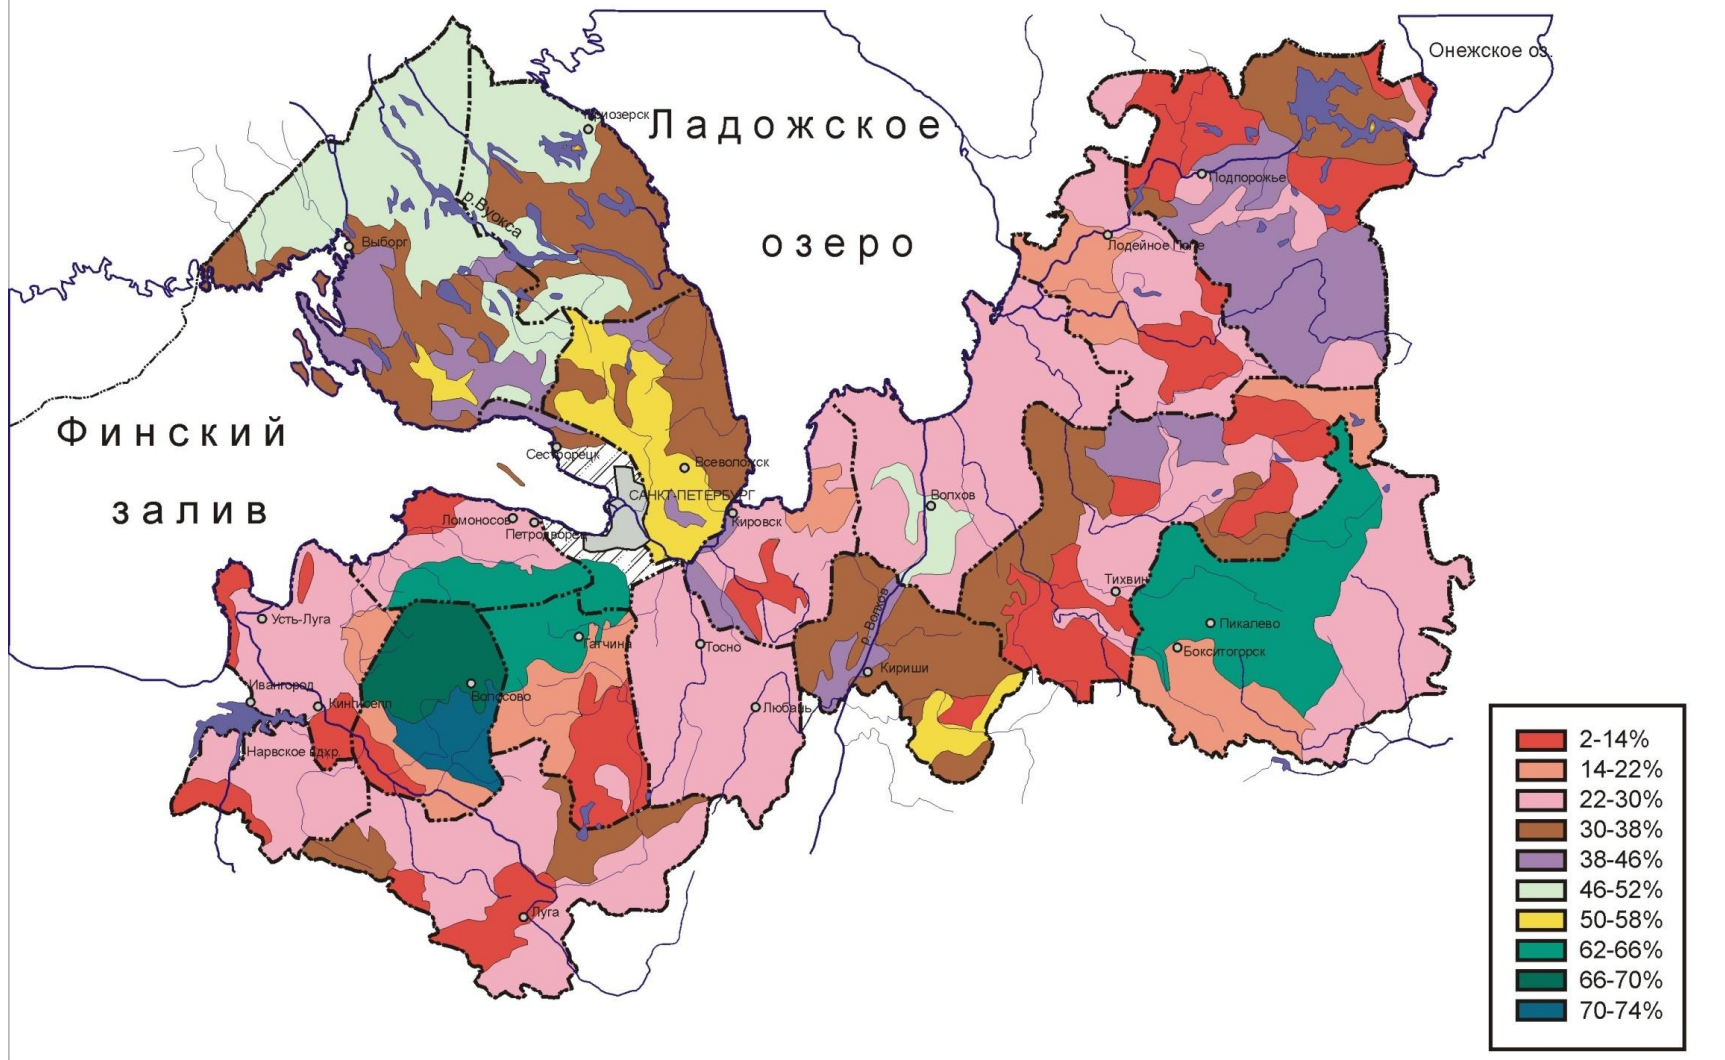 Онежское оз.
Приозерск
Ладожское
озеро
р.Вуокса
Выборг
Подпорожье
Лодейное Поле
Финский
залив
Сестрорецк
Всеволожск
САНКТ-ПЕТЕРБУРГ
Ломоносов
Петродворец
Кировск
Волхов
Тихвин
Усть-Луга
Гатчина
Тосно
р. Волхов
Пикалево
Бокситогорск
Кириши
Ивангород
Кингисепп
Волосово
Любань
Нарвское вдхр.
Луга
2-14%
14-22%
22-30%
30-38%
38-46%
46-52%
50-58%
62-66%
66-70%
70-74%